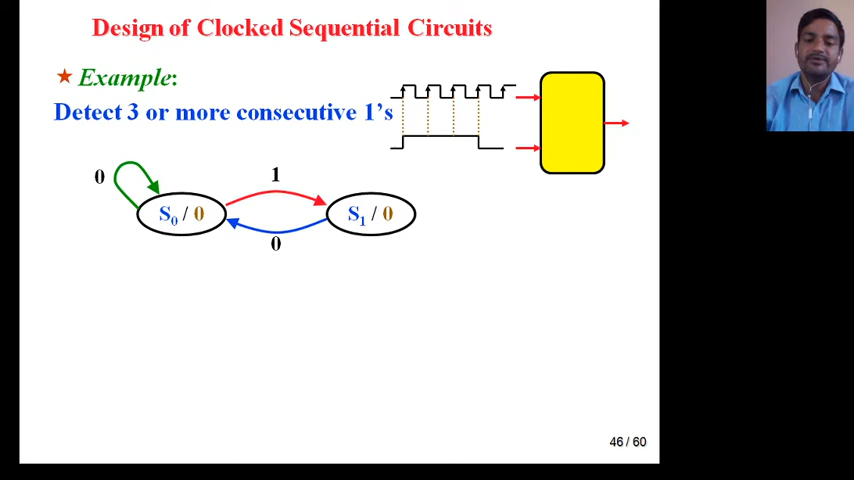 Design of Clocked Sequential Circuits
★ Example:
Detect 3 or more consecutive 1's
0
1
S0 / 0
S1 / 0
0
46 / 60